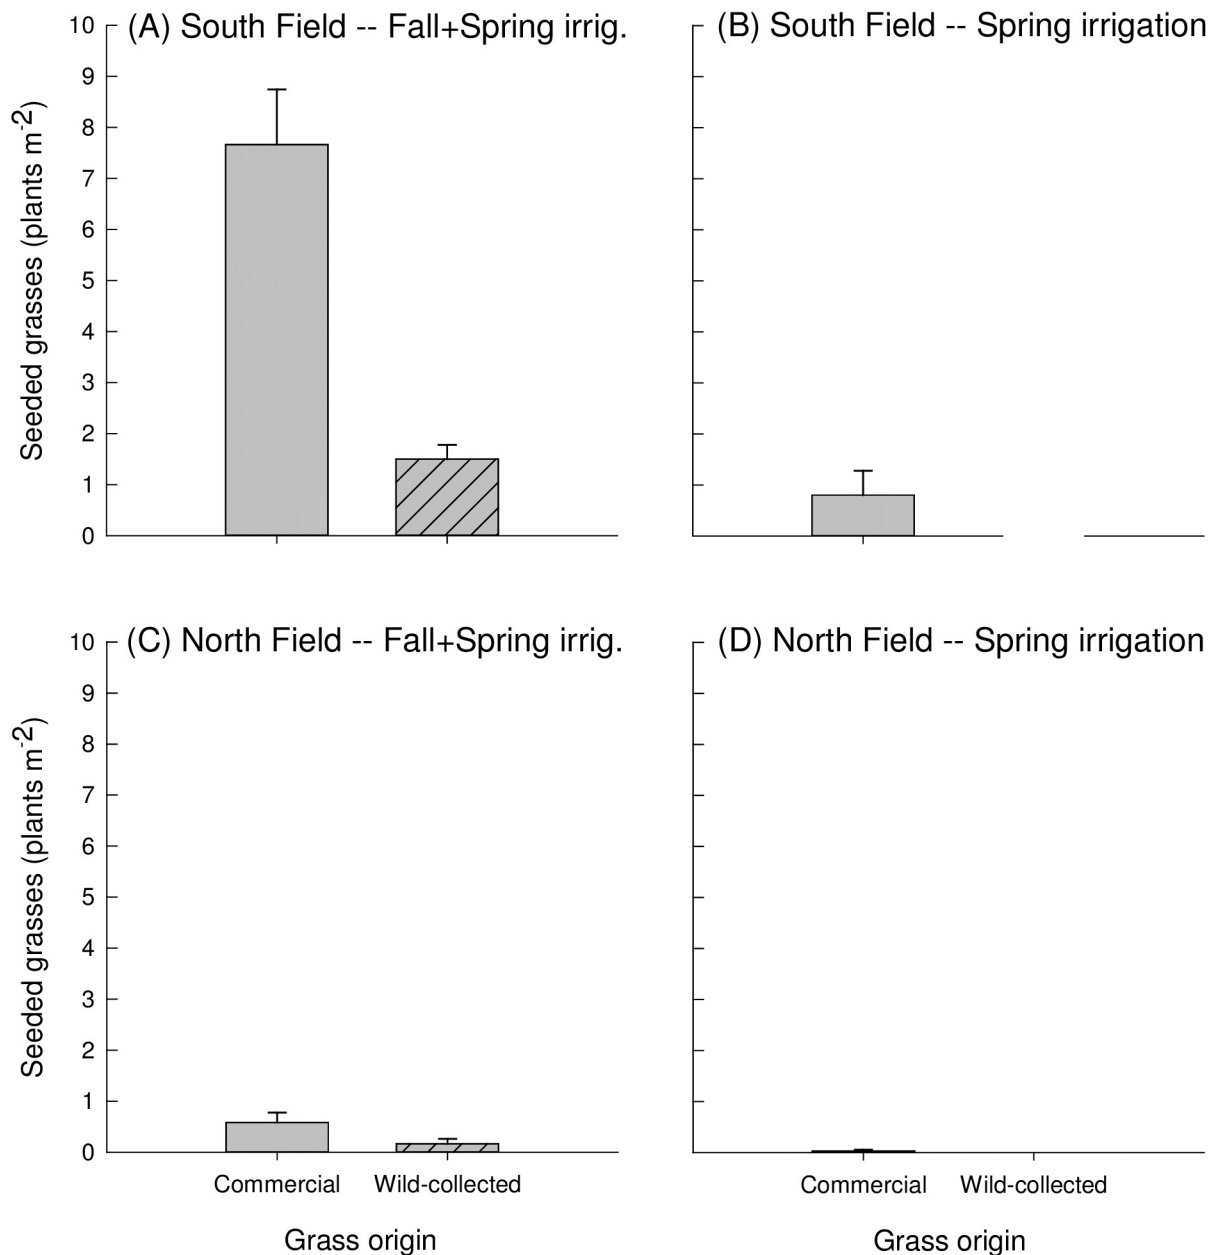 (A) South Field -- Fall+Spring irrig.
Seeded grasses (plants m-2)
10
9
8
7
6
5
4
3
2
1
0
(B) South Field -- Spring irrigation
(C) North Field -- Fall+Spring irrig.
Seeded grasses (plants m-2)
10
9
8
7
6
5
4
3
2
1
0
Commercial Wild-collected
Grass origin
(D) North Field -- Spring irrigation
Commercial Wild-collected
Grass origin